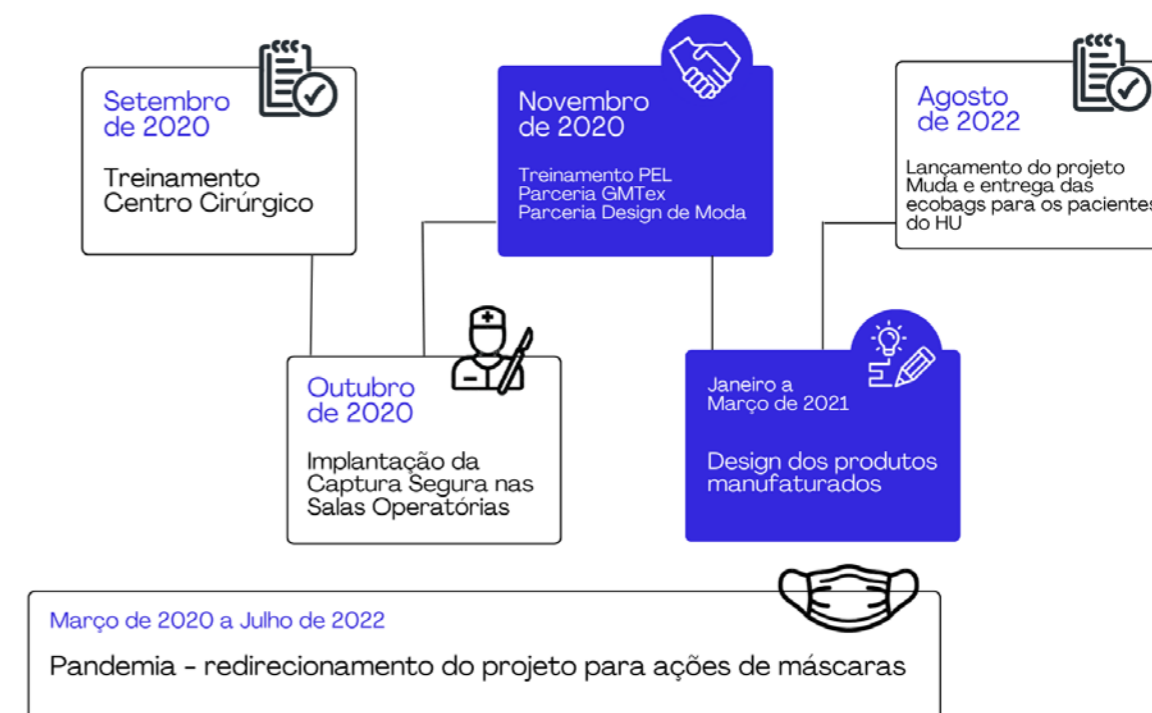 Setembro
de 2020
Treinamento
Centro Cirúrgico
Outubro
de 2020
Implantação da
Captura Segura nas
Salas Operatórias
Novembro
de 2020
Treinamento PEL
Parceria GMTex
Parceria Design de Moda
Janeiro a
Março de 2021
Design dos produtos
manufaturados
Agosto
de 2022
Lançamento do projeto
Muda e entrega das
ecobags para os pacientes
do HU
Março de 2020 a Julho de 2022
Pandemia - redirecionamento do projeto para ações de máscaras